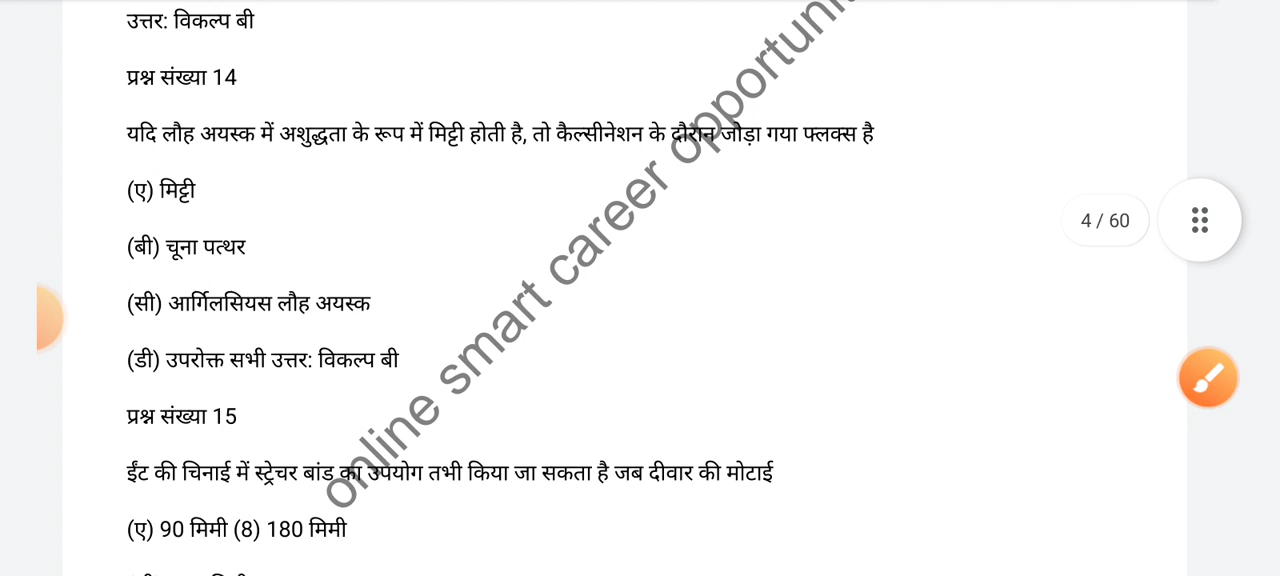 उत्तर: विकल्प बी
प्रश्न संख्या 14
यदि लौह अयस्क में अशुद्धता के रूप में मिट्टी होती है, तो कैल्सीनेशन के दौरान जोड़ा गया फ्लक्स है
(ए) मिट्टी
(बी) चूना पत्थर
4 / 60
(सी) आर्गिलसियस लौह अयस्क
(डी) उपरोक्त सभी उत्तर: विकल्प बी
प्रश्न संख्या 15
ईंट की चिनाई में स्ट्रेचर बांड का उपयोग तभी किया जा सकता है जब दीवार की मोटाई
(ए) 90 मिमी (8) 180 मिमी
online smart career opportuni